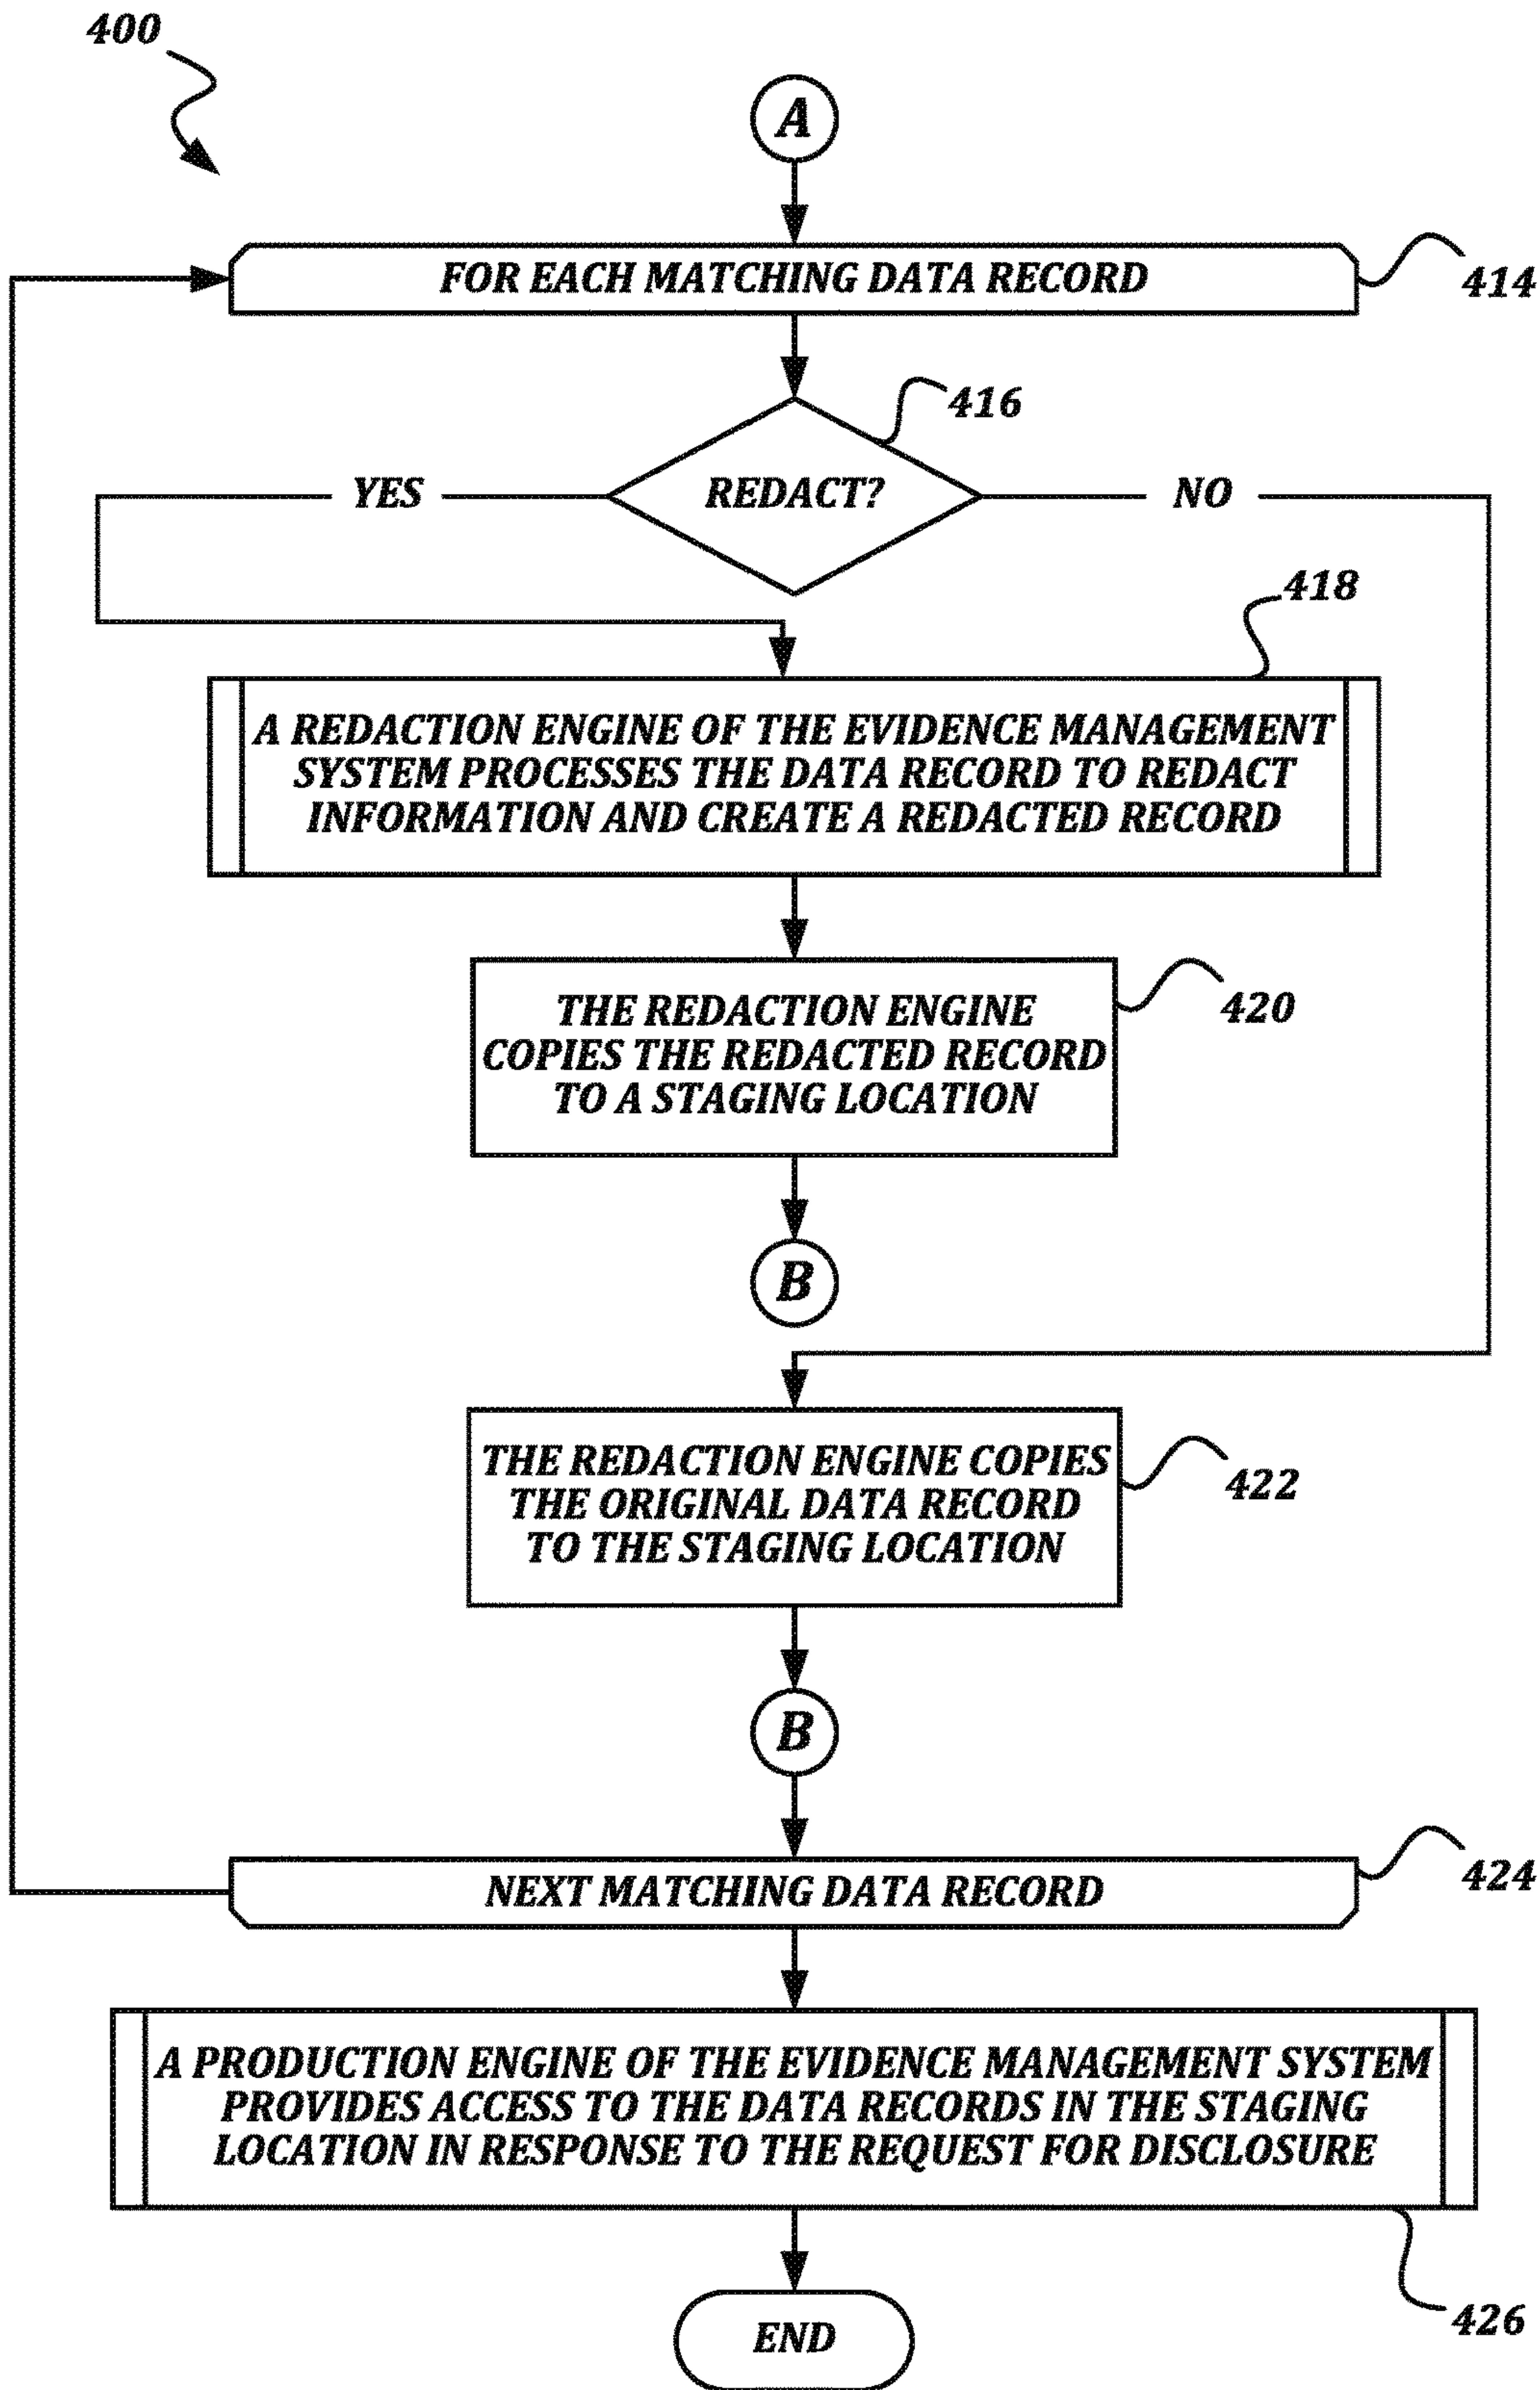 400
A
FOR EACH MATCHING DATA RECORD
414
416
YES
REDACT?
NO
418
A REDACTION ENGINE OF THE EVIDENCE MANAGEMENT
SYSTEM PROCESSES THE DATA RECORD TO REDACT
INFORMATION AND CREATE A REDACTED RECORD
THE REDACTION ENGINE
COPIES THE REDACTED RECORD
TO A STAGING LOCATION
420
B
THE REDACTION ENGINE COPIES
THE ORIGINAL DATA RECORD
TO THE STAGING LOCATION
422
B
NEXT MATCHING DATA RECORD
424
A PRODUCTION ENGINE OF THE EVIDENCE MANAGEMENT SYSTEM
PROVIDES ACCESS TO THE DATA RECORDS IN THE STAGING
LOCATION IN RESPONSE TO THE REQUEST FOR DISCLOSURE
426
END